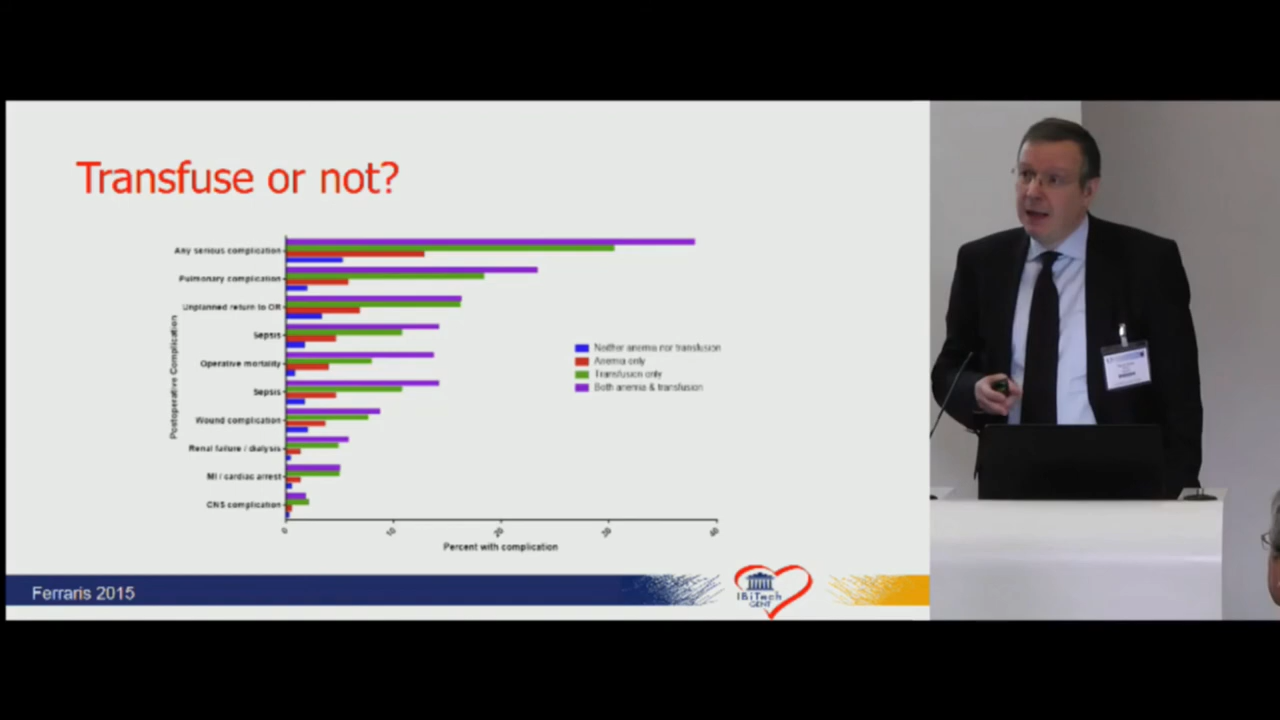 Transfuse or not?
Any serious complication
Pulmonary complication
Unplanned return to OR
Sepsis
Operative mortality
Sepsis
Wound complication
Renal failure / dialysis
MI / cardiac arrest
CNS complication
Postoperative Complication
Neither anemia nor transfusion
Anemia only
Transfusion only
Both anemia & transfusion
0 10 20 30 40
Percent with complication
Ferraris 2015
IBiTech
GENT